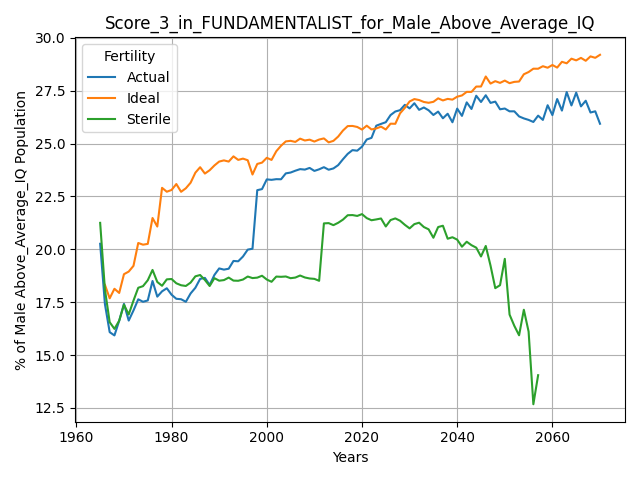 Score_3_in_FUNDAMENTALIST_for_Male_Above_Average_IQ
30.0
27.5
25.0
22.5
20.0
17.5
15.0
12.5
% of Male Above_Average_IQ Population
Fertility
Actual
Ideal
Sterile
1960
1980
2000
2020
2040
2060
Years